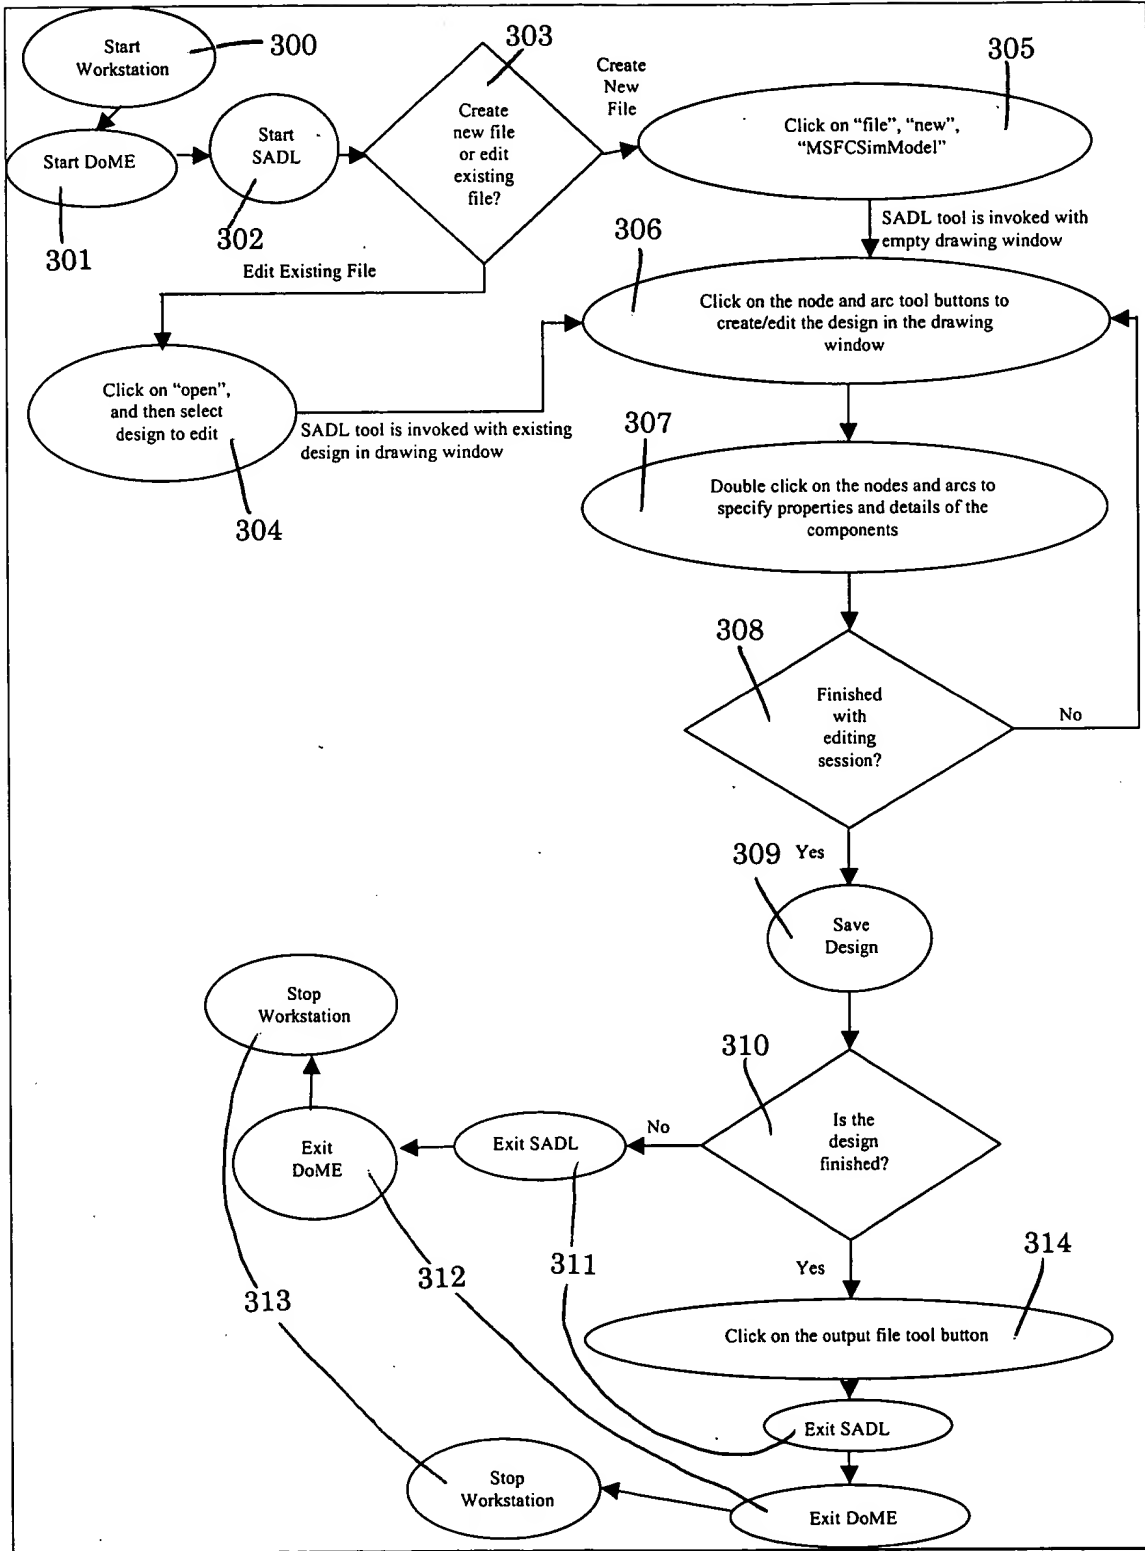 Start
Workstation
300
303
305
Create
New
File
Start DoME
301
Start
SADL
302
Create
new file
or edit
existing
file?
Click on "file", "new",
"MSFCSimModel"
SADL tool is invoked with
empty drawing window
Edit Existing File
306
Click on the node and arc tool buttons to
create/edit the design in the drawing
window
Click on "open",
and then select
design to edit
304
SADL tool is invoked with existing
design in drawing window
307
Double click on the nodes and arcs to
specify properties and details of the
components
308
Finished
with
editing
session?
No
Yes
309
Save
Design
310
Is the
design
finished?
No
Exit SADL
Exit
DoME
Stop
Workstation
311
312
313
Yes
314
Click on the output file tool button
Exit SADL
Exit DoME
Stop
Workstation